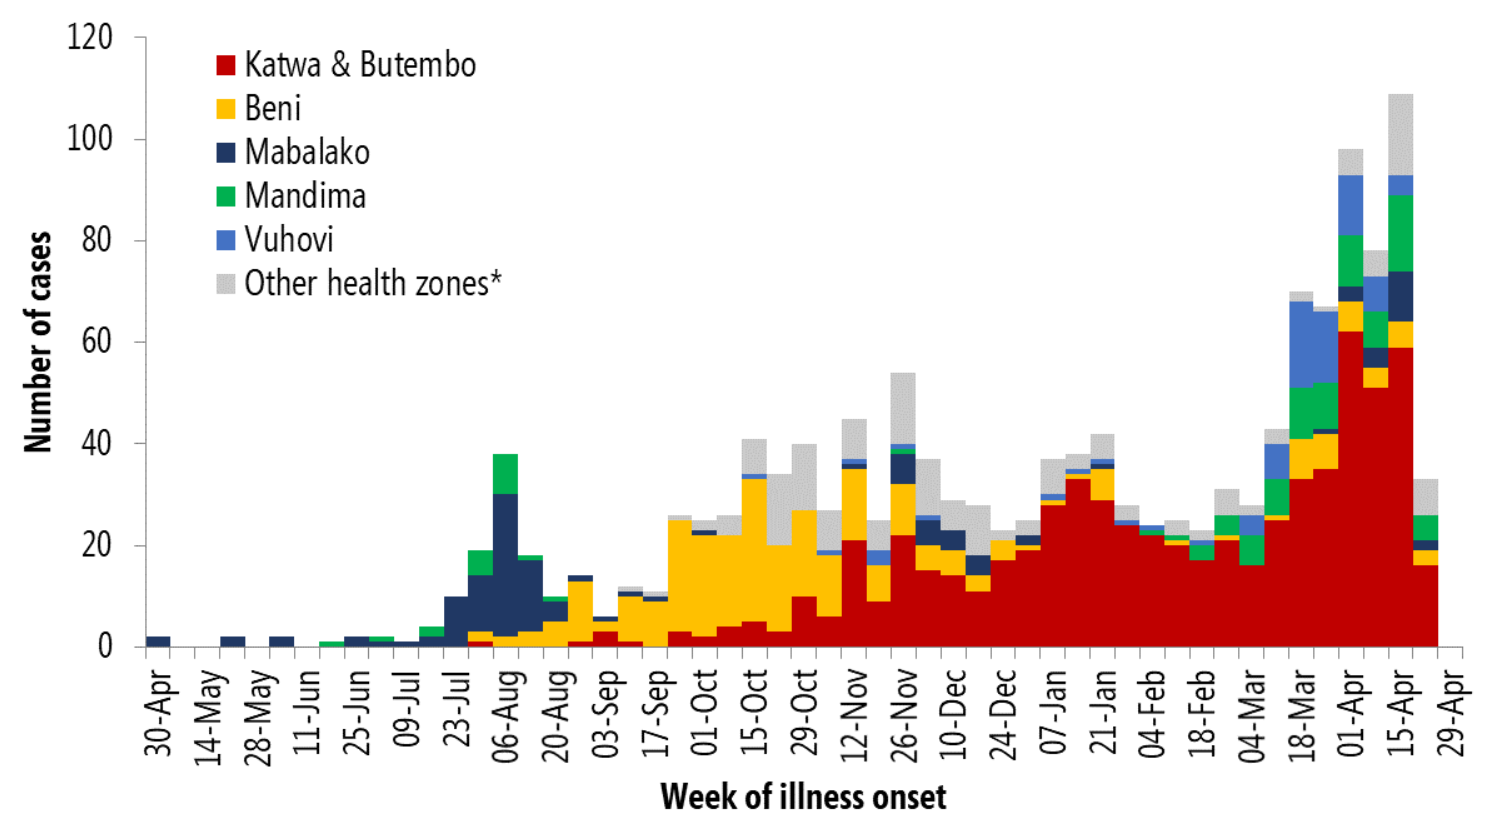 120
100
80
60
40
20
0
Number of cases
Katwa & Butembo
Beni
Mabalako
Mandima
Vuhovi
Other health zones*
30-Apr
14-May
28-May
11-Jun
25-Jun
09-Jul
23-Jul
06-Aug
20-Aug
03-Sep
17-Sep
01-Oct
15-Oct
29-Oct
12-Nov
26-Nov
10-Dec
24-Dec
07-Jan
21-Jan
04-Feb
18-Feb
04-Mar
18-Mar
01-Apr
15-Apr
29-Apr
Week of illness onset